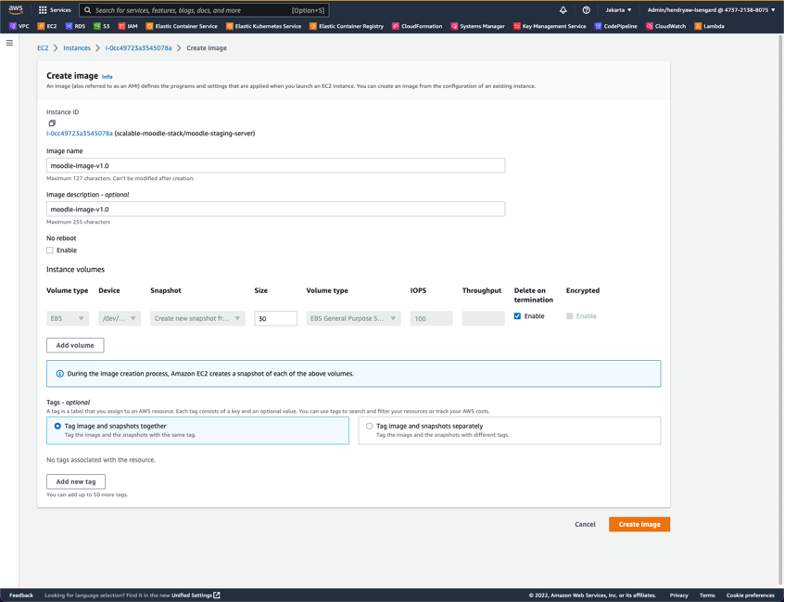 aws Services Search for services, features, blogs, docs, and more [Option+S] Jakarta Admin/hendryaw-Isengard @ 4737-2138-8075
VPC EC2 RDS S3 IAM Elastic Container Service Elastic Kubernetes Service Elastic Container Registry CloudFormation Systems Manager Key Management Service CodePipeline CloudWatch Lambda
EC2 > Instances > i-0cc49723a3545078a > Create image
Create image Info
An image (also referred to as an AMI) defines the programs and settings that are applied when you launch an EC2 instance. You can create an image from the configuration of an existing instance.
Instance ID
i-0cc49723a3545078a (scalable-moodle-stack/moodle-staging-server)
Image name
moodle-image-v1.0
Maximum 127 characters. Can't be modified after creation.
Image description - optional
moodle-image-v1.0
Maximum 255 characters
No reboot
Enable
Instance volumes
Volume type Device Snapshot Size Volume type IOPS Throughput Delete on termination Encrypted
EBS /dev/... Create new snapshot fr... 30 EBS General Purpose S... 100 Enable Enable
Add volume
During the image creation process, Amazon EC2 creates a snapshot of each of the above volumes.
Tags - optional
A tag is a label that you assign to an AWS resource. Each tag consists of a key and an optional value. You can use tags to search and filter your resources or track your AWS costs.
Tag image and snapshots together Tag image and snapshots separately
Tag the image and the snapshots with the same tag. Tag the image and the snapshots with different tags.
No tags associated with the resource.
Add new tag
You can add up to 50 more tags.
Cancel Create image
Feedback Looking for language selection? Find it in the new Unified Settings © 2022, Amazon Web Services, Inc. or its affiliates. Privacy Terms Cookie preferences